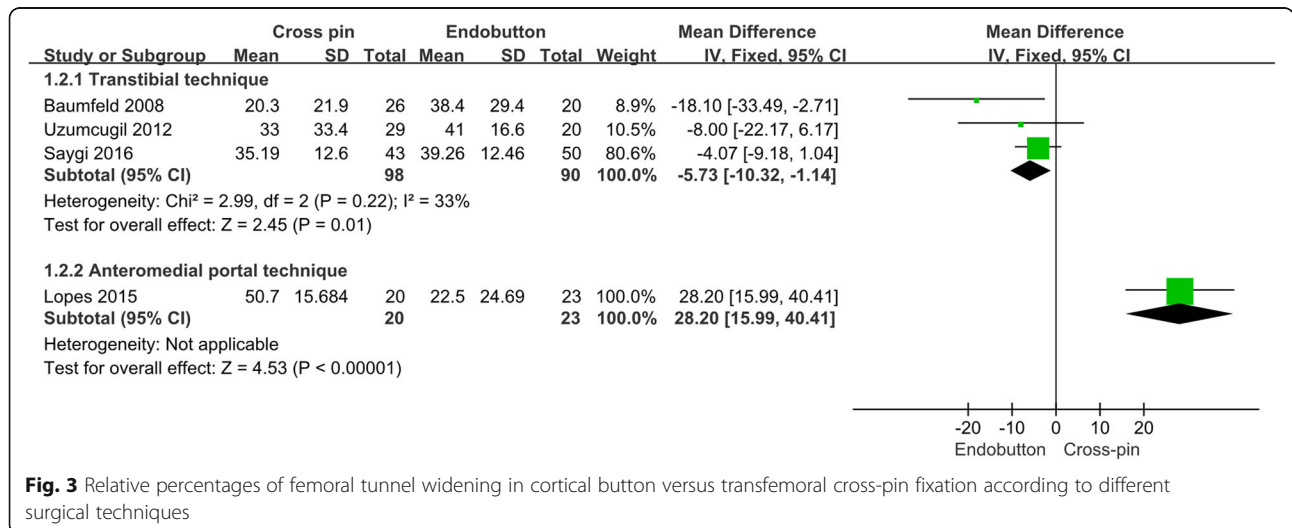 Cross pin Endobutton Mean Difference Mean Difference
Study or Subgroup Mean SD Total Mean SD Total Weight IV, Fixed, 95% CI IV, Fixed, 95% CI
1.2.1 Transtibial technique
Baumfeld 2008 20.3 21.9 26 38.4 29.4 20 8.9% -18.10 [-33.49, -2.71]
Uzumcugil 2012 33 33.4 29 41 16.6 20 10.5% -8.00 [-22.17, 6.17]
Saygi 2016 35.19 12.6 43 39.26 12.46 50 80.6% -4.07 [-9.18, 1.04]
Subtotal (95% CI) 98 90 100.0% -5.73 [-10.32, -1.14]
Heterogeneity: Chi² = 2.99, df = 2 (P = 0.22); I² = 33%
Test for overall effect: Z = 2.45 (P = 0.01)
1.2.2 Anteromedial portal technique
Lopes 2015 50.7 15.684 20 22.5 24.69 23 100.0% 28.20 [15.99, 40.41]
Subtotal (95% CI) 20 23 100.0% 28.20 [15.99, 40.41]
Heterogeneity: Not applicable
Test for overall effect: Z = 4.53 (P < 0.00001)
-20 -10 0 10 20
Endobutton Cross-pin
Fig. 3 Relative percentages of femoral tunnel widening in cortical button versus transfemoral cross-pin fixation according to different
surgical techniques